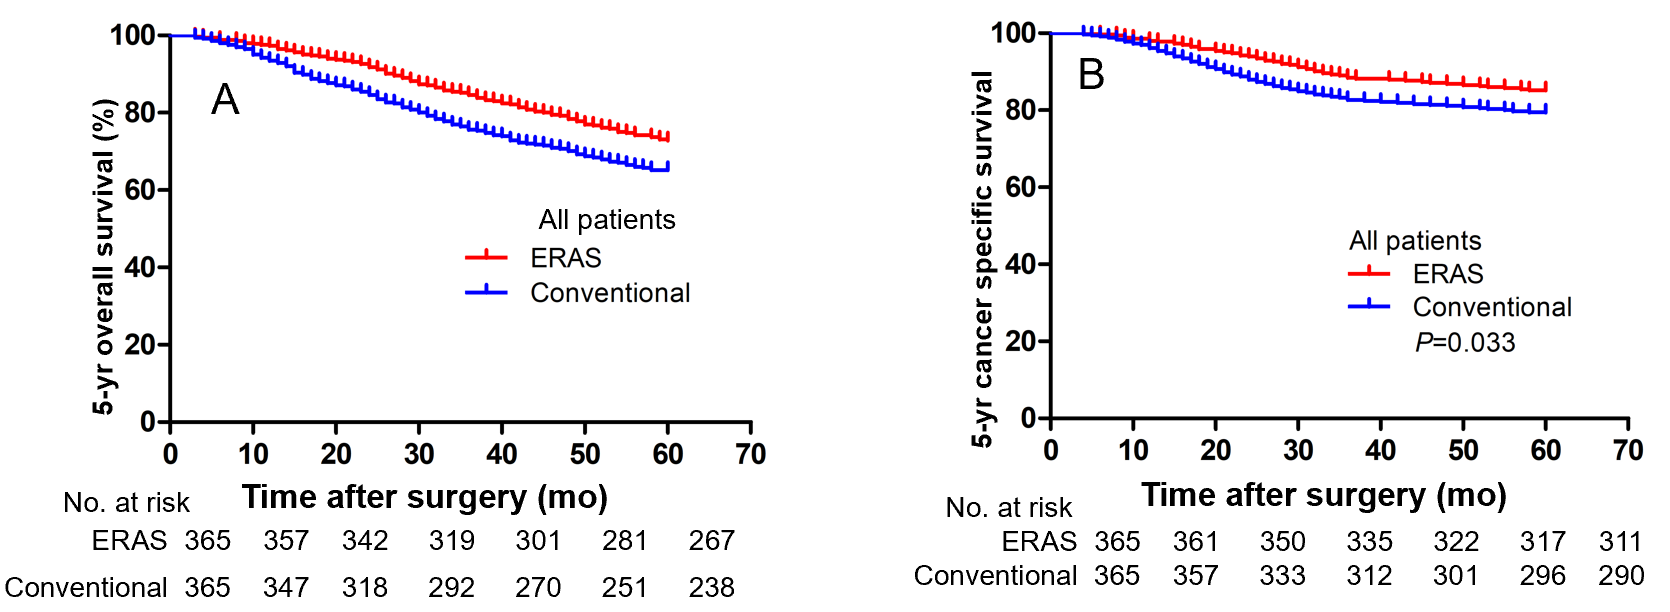 A
5-yr overall survival (%)
100
80
60
40
20
0
All patients
ERAS
Conventional
0 10 20 30 40 50 60 70
Time after surgery (mo)
No. at risk
ERAS 365 357 342 319 301 281 267
Conventional 365 347 318 292 270 251 238
B
5-yr cancer specific survival
100
80
60
40
20
0
All patients
ERAS
Conventional
P=0.033
0 10 20 30 40 50 60 70
Time after surgery (mo)
No. at risk
ERAS 365 361 350 335 322 317 311
Conventional 365 357 333 312 301 296 290